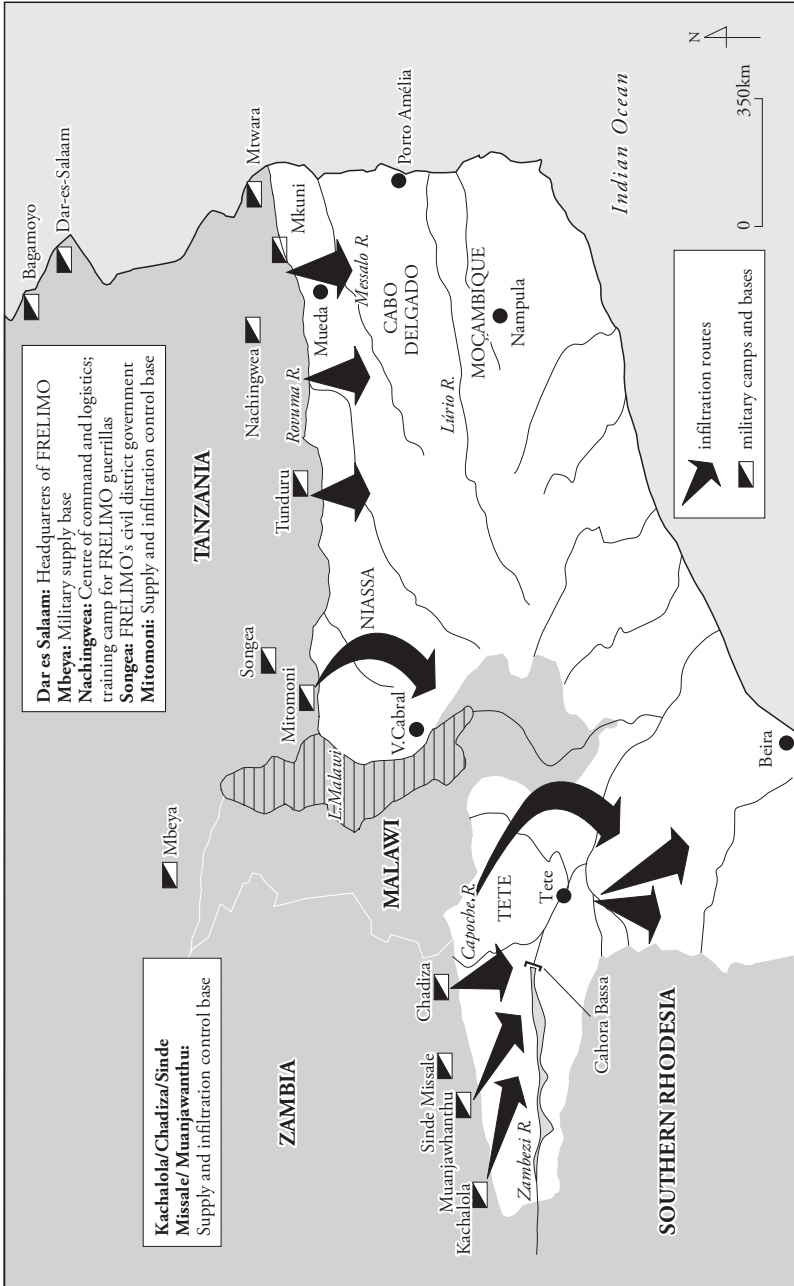 Bagamoyo
Dar-es-Salaam
Dar es Salaam: Headquarters of FRELIMO
Mbeya: Military supply base
Nachingwea: Centre of command and logistics;
training camp for FRELIMO guerrillas
Songea: FRELIMO's civil district government
Mitomoni: Supply and infiltration control base
Kachalola/Chadiza/Sinde
Missale/ Muanjawanthu:
Supply and infiltration control base
Mbeya
TANZANIA
ZAMBIA
MALAWI
Songea
Mitomoni
Tunduru
Nachingwea
Mtwara
Mkuni
Rovuma R.
Mueda
Messalo R.
NIASSA
CABO
DELGADO
Porto Amélia
L.Malawi
V.Cabral
Lúrio R.
MOÇAMBIQUE
Nampula
Chadiza
Sinde Missale
Muanjawhanthu
Kachalola
Capoche.R.
TETE
Tete
Zambezi R.
Cahora Bassa
SOUTHERN RHODESIA
Beira
Indian Ocean
infiltration routes
military camps and bases
N
0
350km